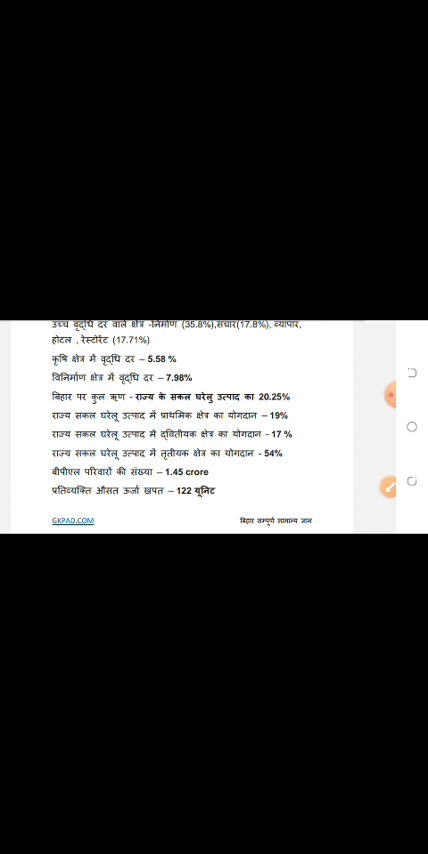 उच्च वृद्धि दर वाले क्षेत्र -निर्माण (35.8%),संचार(17.8%), व्यापार,
होटल , रेस्टोरेंट (17.71%)
कृषि क्षेत्र में वृद्धि दर – 5.58 %
विनिर्माण क्षेत्र में वृद्धि दर – 7.98%
बिहार पर कुल ऋण - राज्य के सकल घरेलु उत्पाद का 20.25%
राज्य सकल घरेलू उत्पाद में प्राथमिक क्षेत्र का योगदान – 19%
राज्य सकल घरेलू उत्पाद में द्वितीयक क्षेत्र का योगदान - 17 %
राज्य सकल घरेलू उत्पाद में तृतीयक क्षेत्र का योगदान - 54%
बीपीएल परिवारों की संख्या – 1.45 crore
प्रतिव्यक्ति औसत ऊर्जा खपत – 122 यूनिट
GKPAD.COM बिहार सम्पूर्ण सामान्य ज्ञान